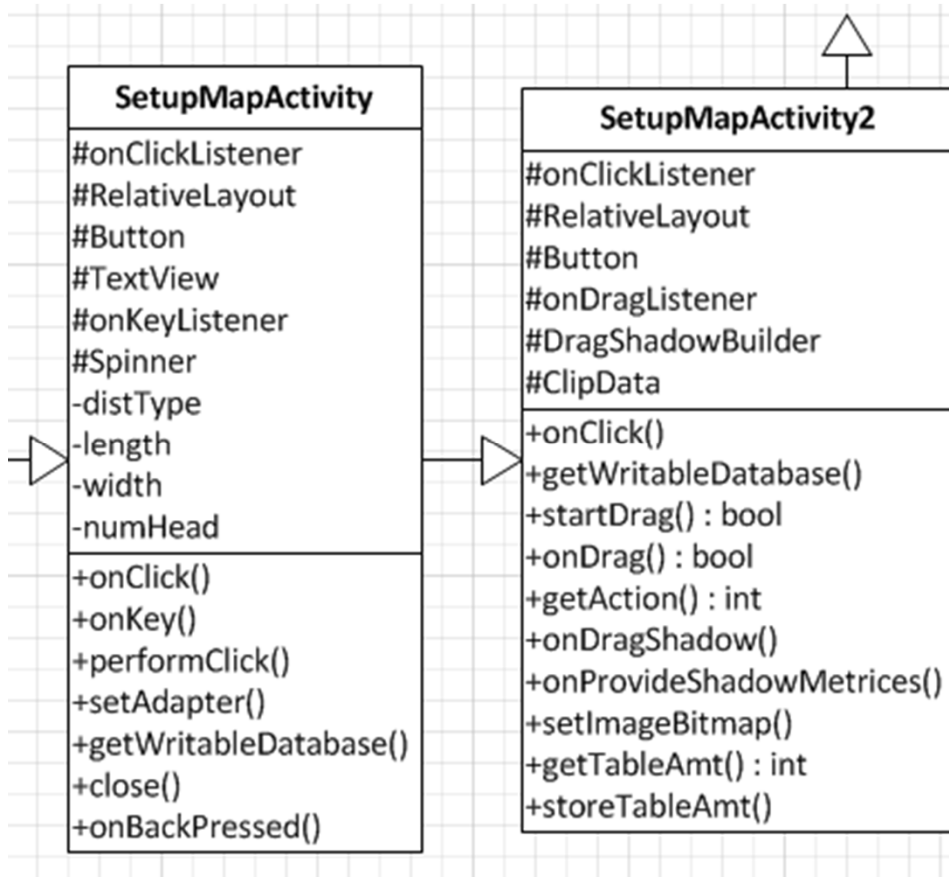 SetupMapActivity
#onClickListener
#RelativeLayout
#Button
#TextView
#onKeyListener
#Spinner
-distType
-length
-width
-numHead
+onClick()
+onKey()
+performClick()
+setAdapter()
+getWritableDatabase()
+close()
+onBackPressed()
SetupMapActivity2
#onClickListener
#RelativeLayout
#Button
#onDragListener
#DragShadowBuilder
#ClipData
+onClick()
+getWritableDatabase()
+startDrag() : bool
+onDrag() : bool
+getAction() : int
+onDragShadow()
+onProvideShadowMetrices()
+setImageBitmap()
+getTableAmt() : int
+storeTableAmt()